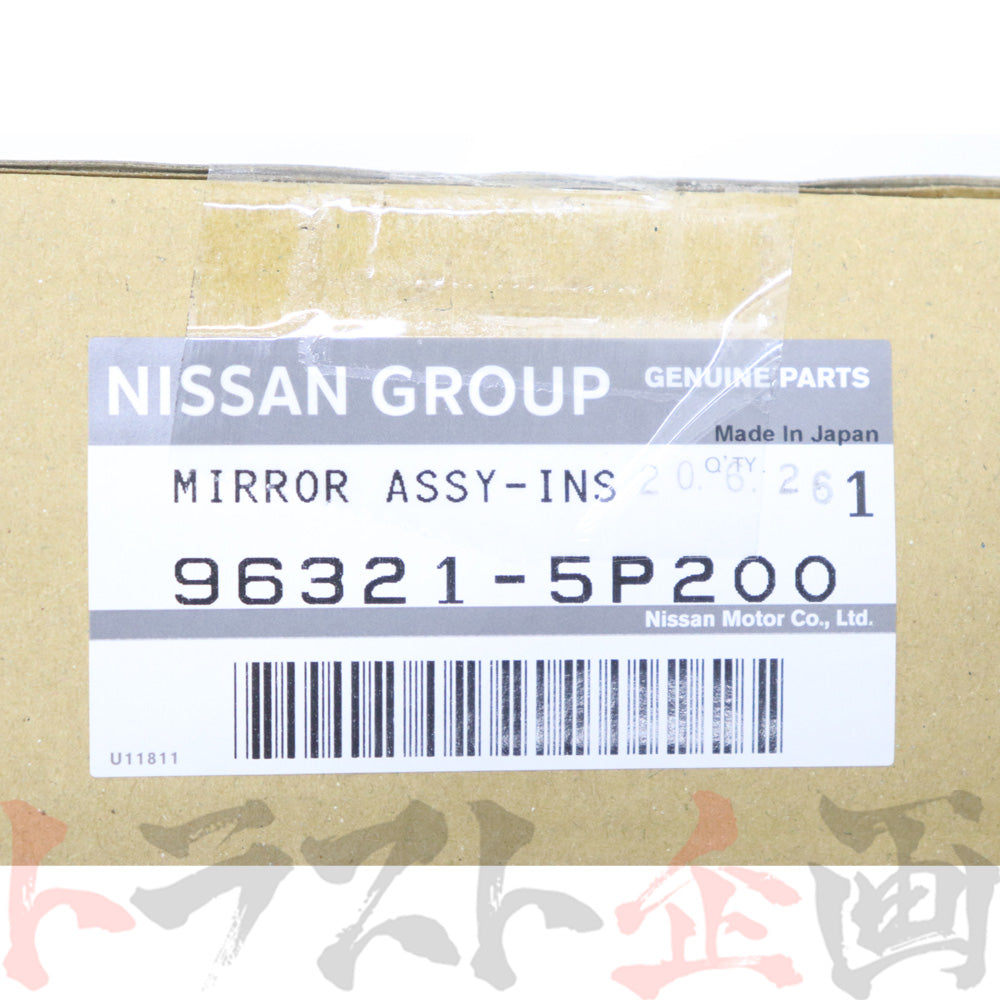 NISSAN GROUP GENUINE PARTS
Made In Japan
MIRROR ASSY-INS 20.6.26 Q'TY. 1
96321-5P200
Nissan Motor Co., Ltd.
U11811
トラスト企画